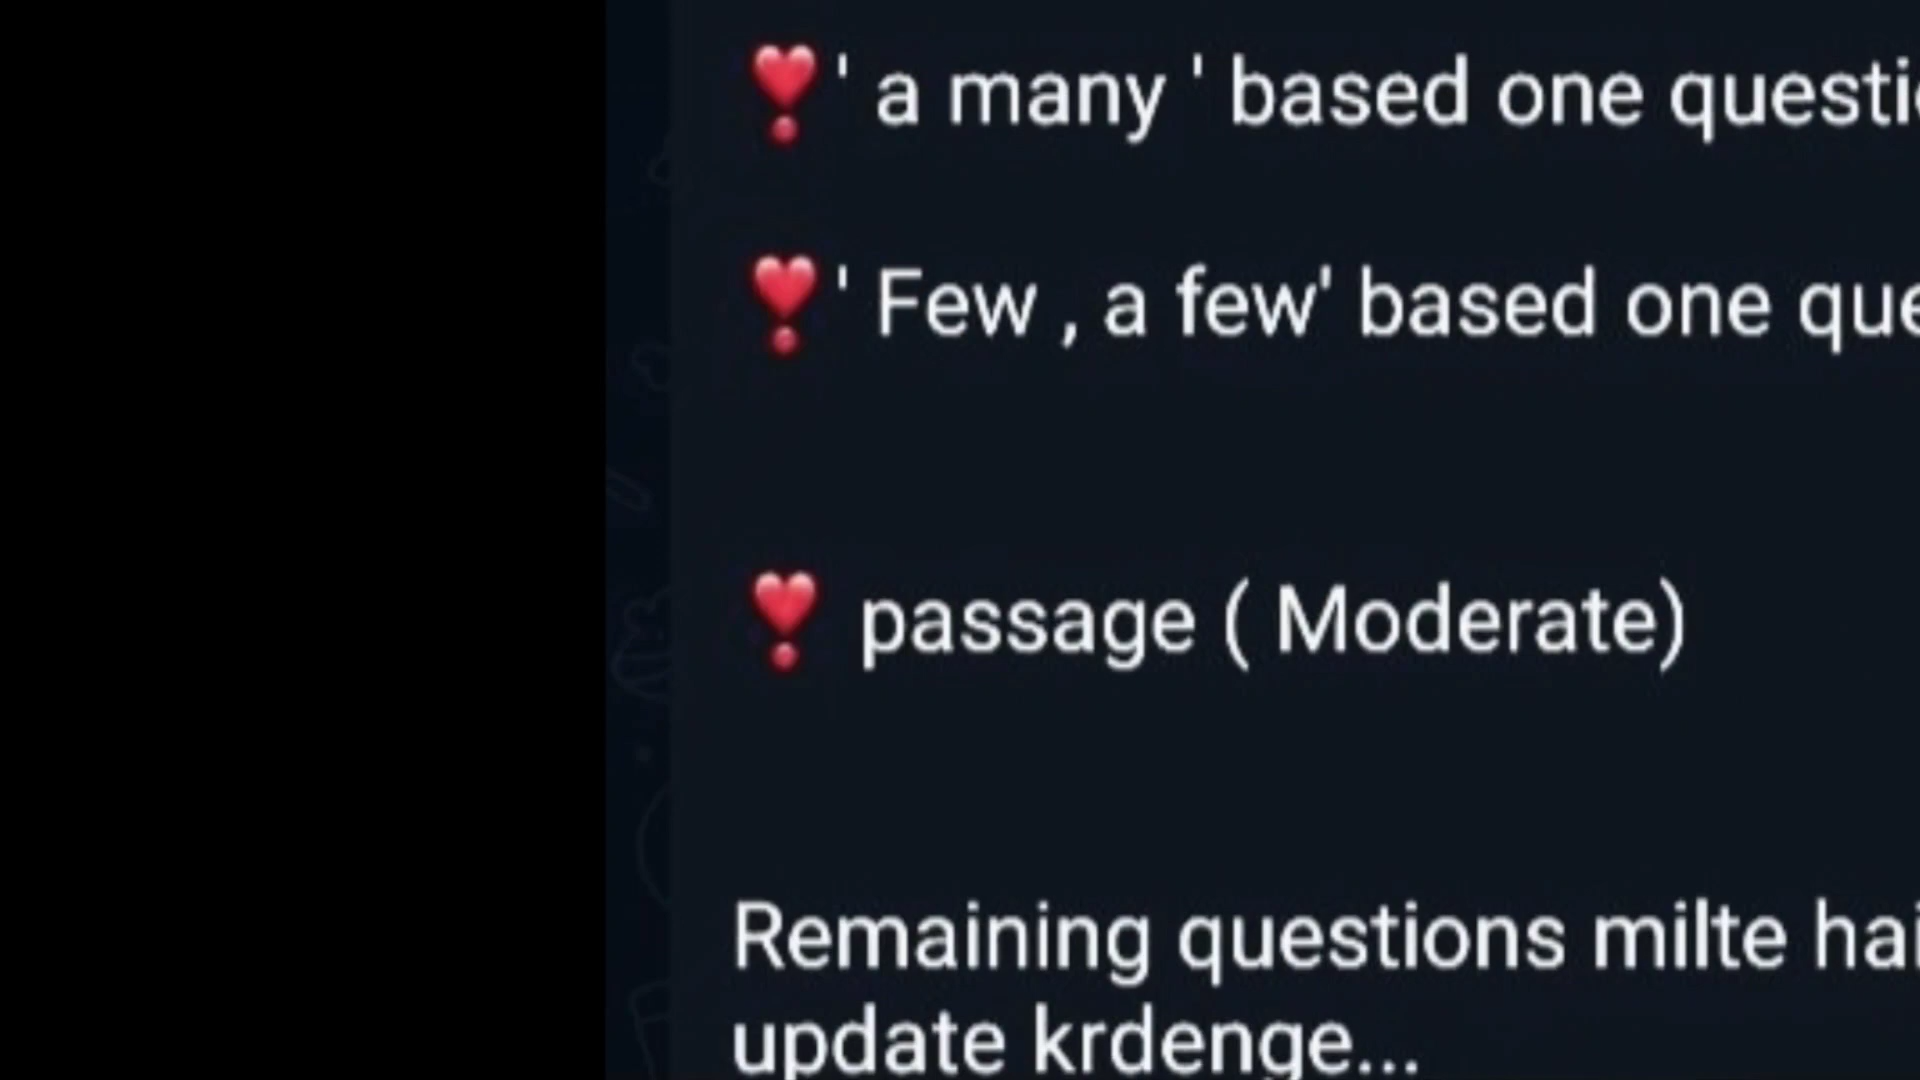 ❣️' a many ' based one questi
❣️' Few , a few' based one que
❣️ passage ( Moderate)
Remaining questions milte hai
update krdenge...